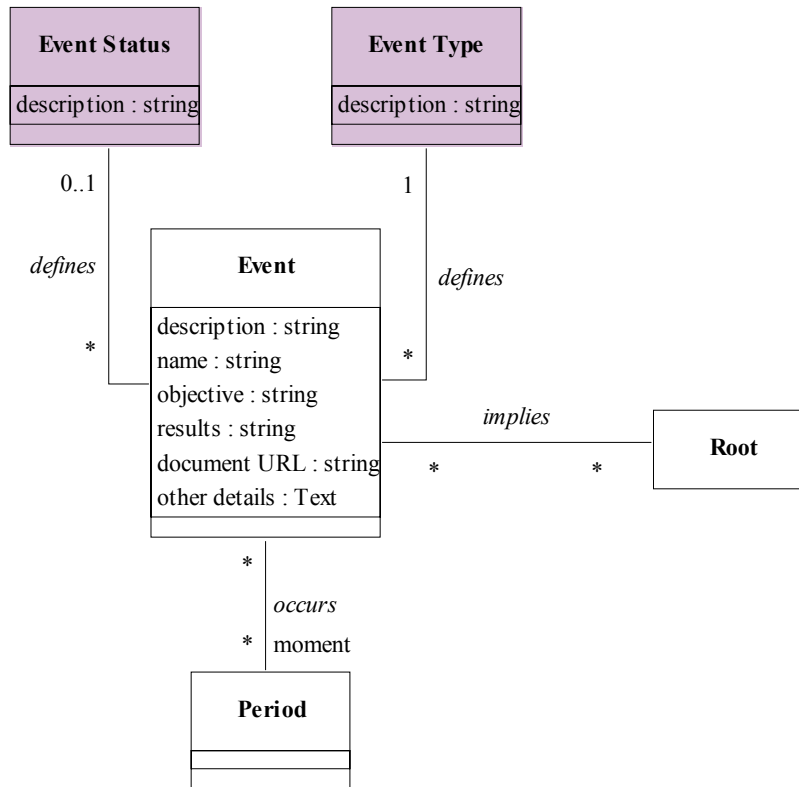 Event Status
description : string
Event Type
description : string
0..1
1
defines
defines
*
*
Event
description : string
name : string
objective : string
results : string
document URL : string
other details : Text
implies
*
*
Root
*
occurs
* moment
Period